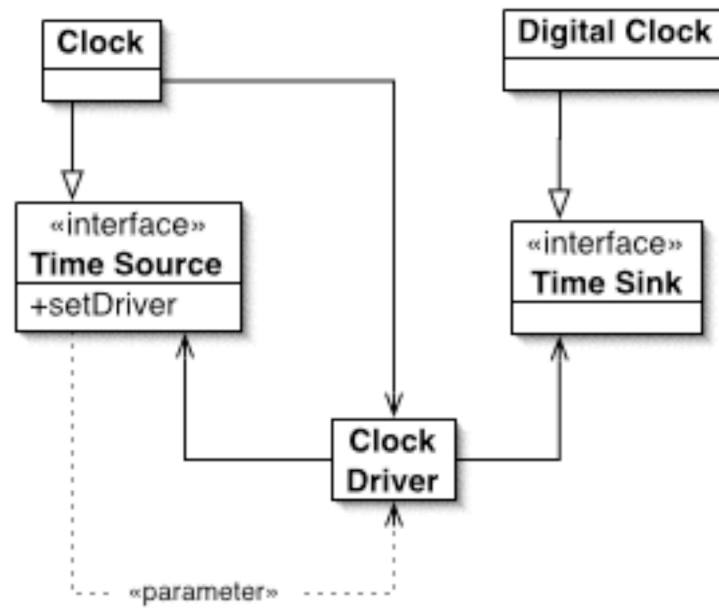 Clock
Digital Clock
«interface»
Time Source
+setDriver
«interface»
Time Sink
Clock
Driver
«parameter»